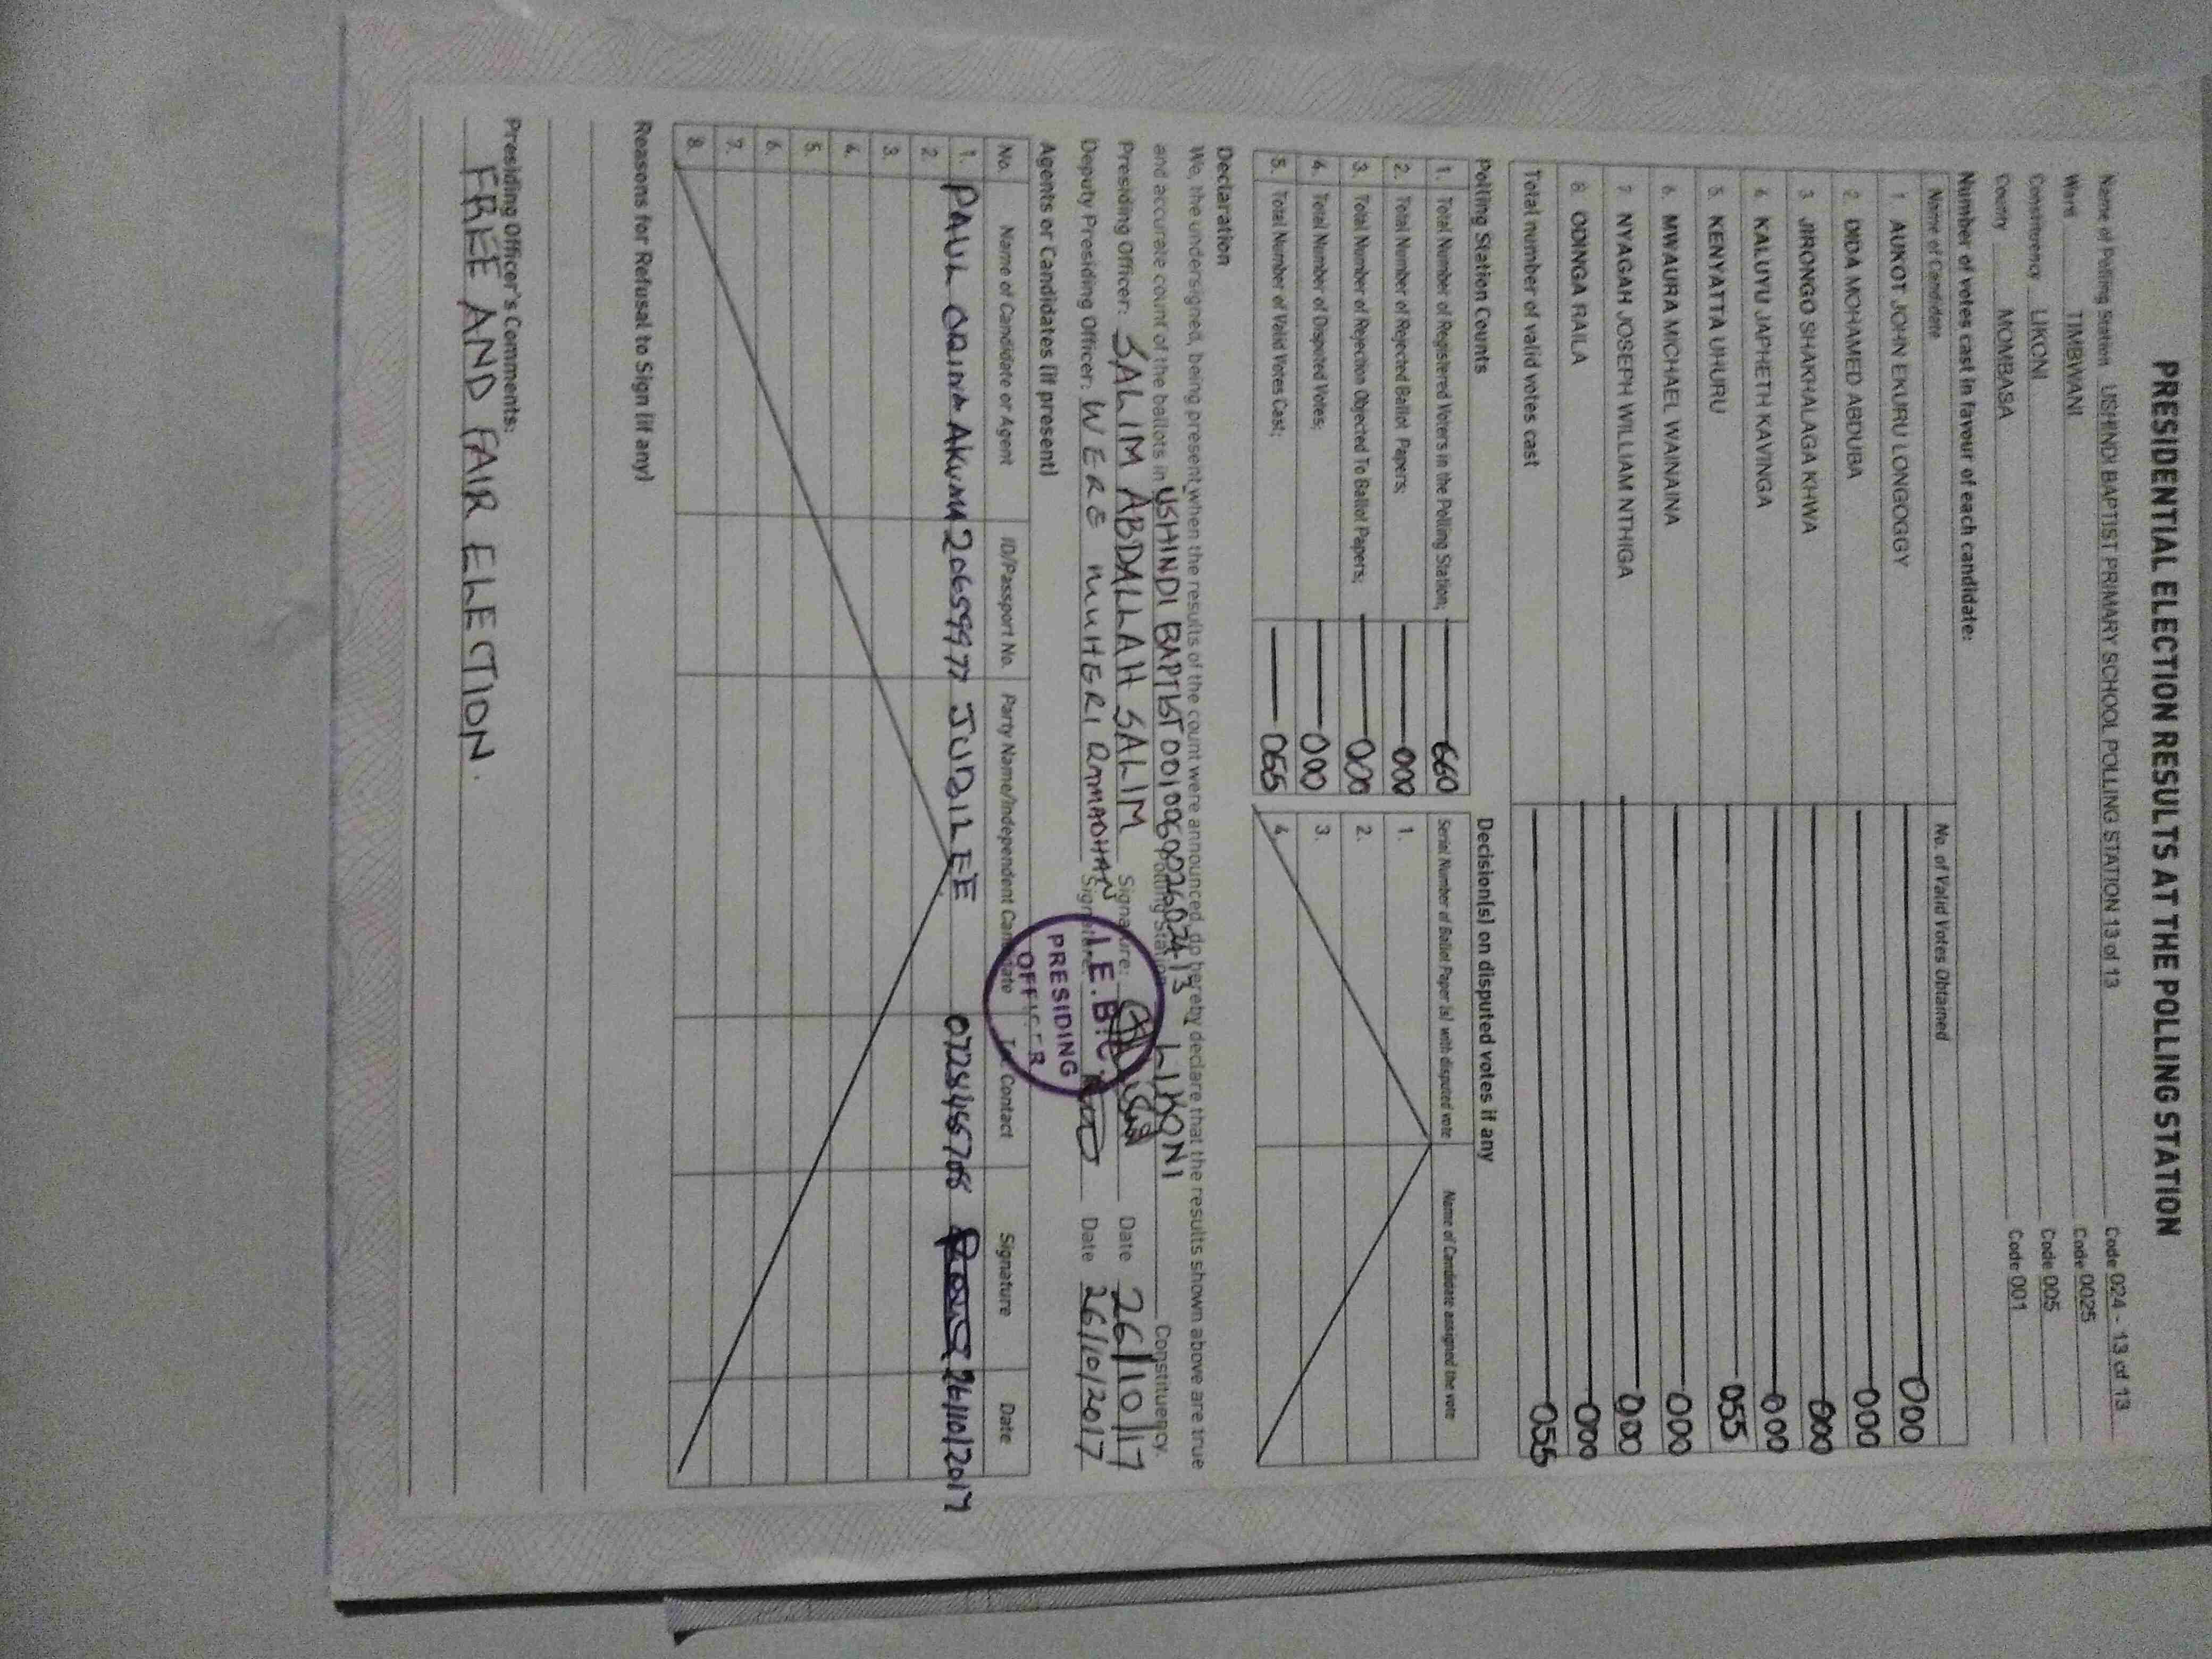 PRESIDENTIAL ELECTION RESULTS AT THE POLLING STATION
Name of Polling Station USHINDI BAPTIST PRIMARY SCHOOL POLLING STATION 13 of 13 Code 024 - 13 of 13
Ward TIMBWANI Code 0025
Constituency LIKONI Code 005
County MOMBASA Code 001
Number of votes cast in favour of each candidate:
Name of Candidate No. of Valid Votes Obtained
1 AUKOT JOHN EKURU LONGOGGY 000
2 DIDA MOHAMED ABDUBA 000
3 JIRONGO SHAKHALAGA KHWA 000
4 KALUYU JAPHETH KAVINGA 000
5 KENYATTA UHURU 055
6 MWAURA MICHAEL WAINAINA 000
7 NYAGAH JOSEPH WILLIAM NTHIGA 000
8 ODINGA RAILA 000
Total number of valid votes cast 055
Polling Station Counts
1. Total Number of Registered Voters in the Polling Station; 660
2. Total Number of Rejected Ballot Papers; 000
3. Total Number of Rejection Objected To Ballot Papers; 000
4. Total Number of Disputed Votes; 000
5. Total Number of Valid Votes Cast; 055
Decision(s) on disputed votes if any
Serial Number of Ballot Paper (s) with disputed vote Name of Candidate assigned the vote
1.
2.
3.
4.
Declaration
We, the undersigned, being present when the results of the count were announced, do hereby declare that the results shown above are true
and accurate count of the ballots in USHINDI BAPTIST Polling Station LIKONI Constituency.
Presiding Officer: SALIM ABDALLAH SALIM Signature: Date 26/10/17
Deputy Presiding Officer: WERE MUHERI RAMADHAN Signature: Date 26/10/2017
I.E.B.C.
PRESIDING
OFFICER
Agents or Candidates (if present)
No. Name of Candidate or Agent ID/Passport No. Party Name/Independent Candidate Tel. Contact Signature Date
1. PAUL AKUMA 20659977 JUBILEE 26/10/2017
2.
3.
4.
5.
6.
7.
8.
Reasons for Refusal to Sign (if any)
Presiding Officer's Comments:
FREE AND FAIR ELECTION.